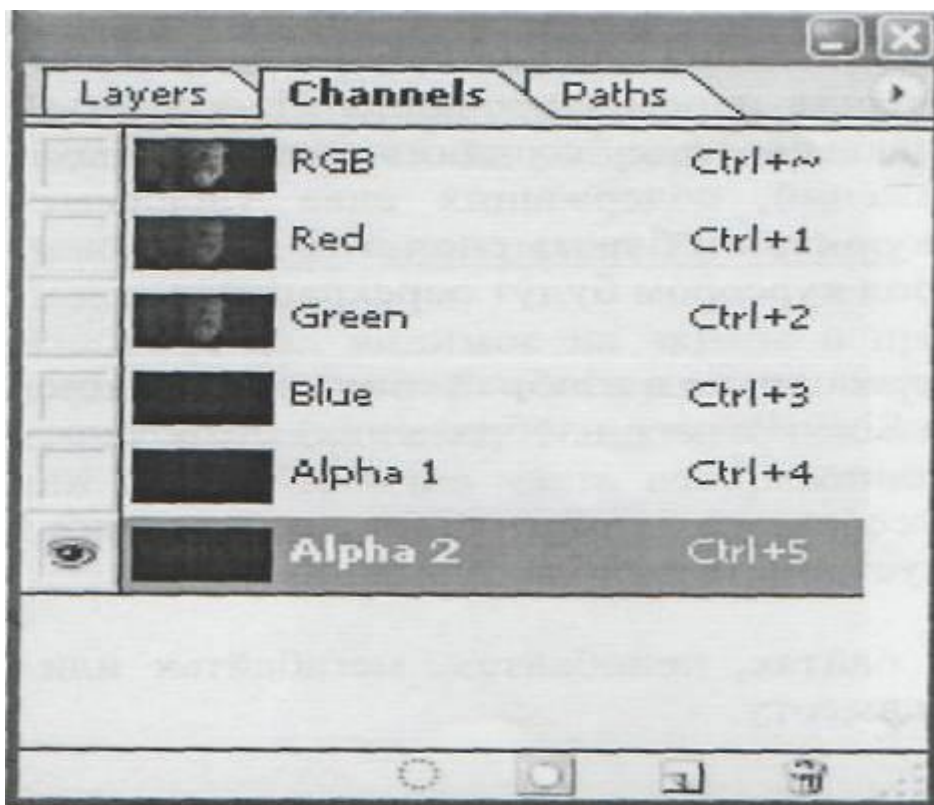 Layers Channels Paths
RGB Ctrl+~
Red Ctrl+1
Green Ctrl+2
Blue Ctrl+3
Alpha 1 Ctrl+4
Alpha 2 Ctrl+5